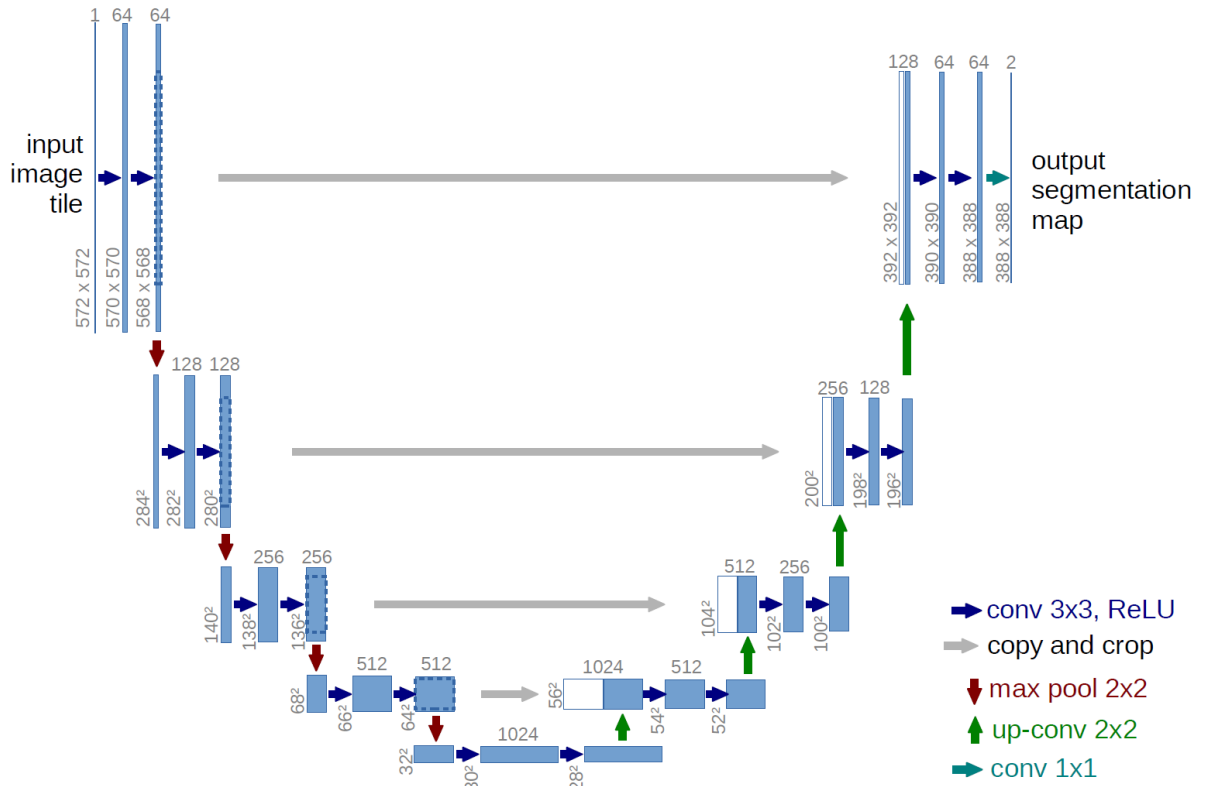 1 64 64
input
image
tile
572 x 572
570 x 570
568 x 568
128 64 64 2
392 x 392
390 x 390
388 x 388
388 x 388
output
segmentation
map
128 128
284²
282²
280²
256 128
200²
198²
196²
256 256
140²
138²
136²
512 256
104²
102²
100²
512 512
68²
66²
64²
1024 512
56²
54²
52²
1024
32²
conv 3x3, ReLU
copy and crop
max pool 2x2
up-conv 2x2
conv 1x1